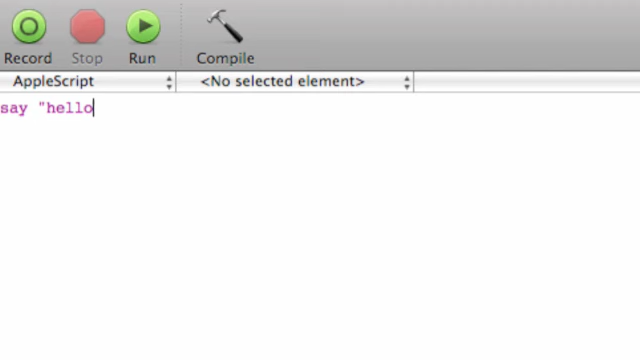 Record Stop Run Compile
AppleScript <No selected element>
say "hello